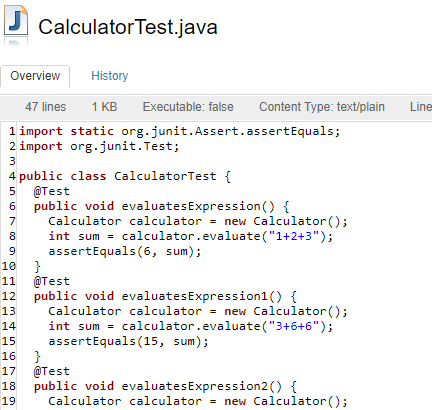 J CalculatorTest.java
Overview History
47 lines 1 KB Executable: false Content Type: text/plain Line
1 import static org.junit.Assert.assertEquals;
2 import org.junit.Test;
3
4 public class CalculatorTest {
5 @Test
6 public void evaluatesExpression() {
7 Calculator calculator = new Calculator();
8 int sum = calculator.evaluate("1+2+3");
9 assertEquals(6, sum);
10 }
11 @Test
12 public void evaluatesExpression1() {
13 Calculator calculator = new Calculator();
14 int sum = calculator.evaluate("3+6+6");
15 assertEquals(15, sum);
16 }
17 @Test
18 public void evaluatesExpression2() {
19 Calculator calculator = new Calculator();